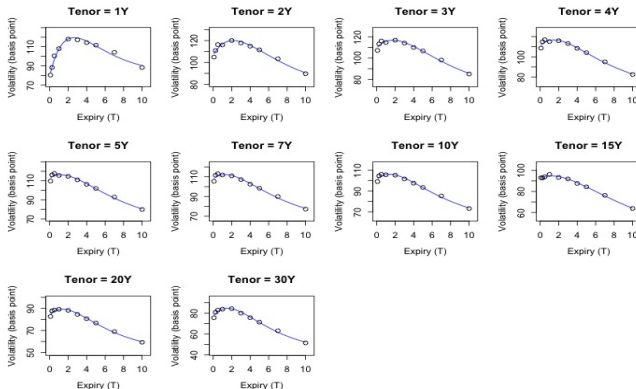 Tenor = 1Y
Volatility (basis point)
110
90
70
0 2 4 6 8 10
Expiry (T)
Tenor = 2Y
Volatility (basis point)
120
100
80
0 2 4 6 8 10
Expiry (T)
Tenor = 3Y
Volatility (basis point)
120
100
80
0 2 4 6 8 10
Expiry (T)
Tenor = 4Y
Volatility (basis point)
120
100
80
0 2 4 6 8 10
Expiry (T)
Tenor = 5Y
Volatility (basis point)
110
90
70
0 2 4 6 8 10
Expiry (T)
Tenor = 7Y
Volatility (basis point)
110
90
70
0 2 4 6 8 10
Expiry (T)
Tenor = 10Y
Volatility (basis point)
110
90
70
0 2 4 6 8 10
Expiry (T)
Tenor = 15Y
Volatility (basis point)
100
80
60
0 2 4 6 8 10
Expiry (T)
Tenor = 20Y
Volatility (basis point)
90
70
50
0 2 4 6 8 10
Expiry (T)
Tenor = 30Y
Volatility (basis point)
80
60
40
0 2 4 6 8 10
Expiry (T)